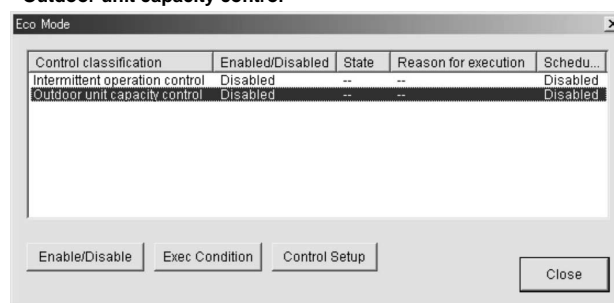 Outdoor unit capacity control
Eco Mode
Control classification Enabled/Disabled State Reason for execution Schedu...
Intermittent operation control Disabled -- -- Disabled
Outdoor unit capacity control Disabled -- -- Disabled
Enable/Disable Exec Condition Control Setup
Close